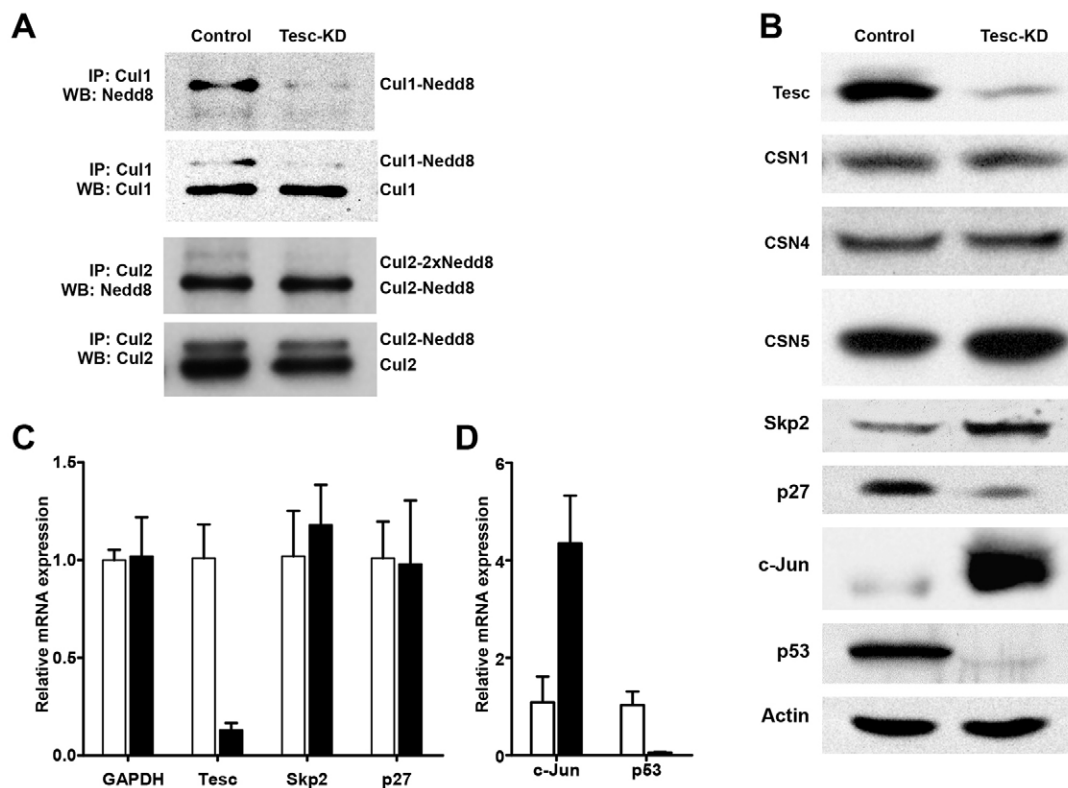 A
Control Tesc-KD
IP: Cul1
WB: Nedd8
Cul1-Nedd8
IP: Cul1
WB: Cul1
Cul1-Nedd8
Cul1
IP: Cul2
WB: Nedd8
Cul2-2xNedd8
Cul2-Nedd8
IP: Cul2
WB: Cul2
Cul2-Nedd8
Cul2
B
Control Tesc-KD
Tesc
CSN1
CSN4
CSN5
Skp2
p27
c-Jun
p53
Actin
C
Relative mRNA expression
1.5
1.0
0.5
0.0
GAPDH Tesc Skp2 p27
D
Relative mRNA expression
6
4
2
0
c-Jun p53